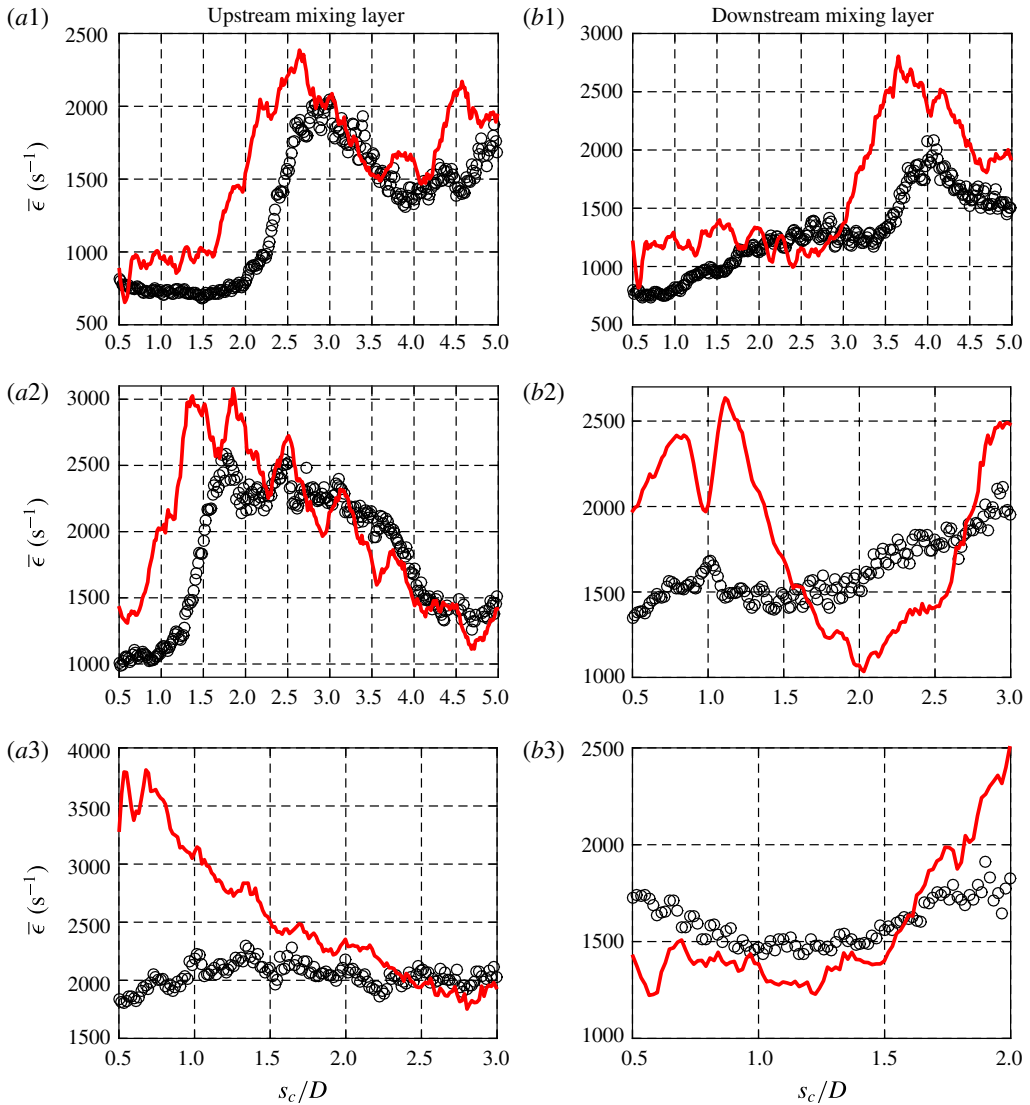 (a1) Upstream mixing layer (b1) Downstream mixing layer
2500 3000
2500
2000
2000
ϵ̅ (s⁻¹) 1500
1500
1000
1000
500 500
0.5 1.0 1.5 2.0 2.5 3.0 3.5 4.0 4.5 5.0 0.5 1.0 1.5 2.0 2.5 3.0 3.5 4.0 4.5 5.0
(a2) (b2)
3000
2500
2500
2000
ϵ̅ (s⁻¹) 2000
1500
1500
1000 1000
0.5 1.0 1.5 2.0 2.5 3.0 3.5 4.0 4.5 5.0 0.5 1.0 1.5 2.0 2.5 3.0
(a3) (b3)
4000 2500
3500
2000
3000
ϵ̅ (s⁻¹)
2500
1500
2000
1500 1000
0.5 1.0 1.5 2.0 2.5 3.0 0.5 1.0 1.5 2.0
s_c/D s_c/D